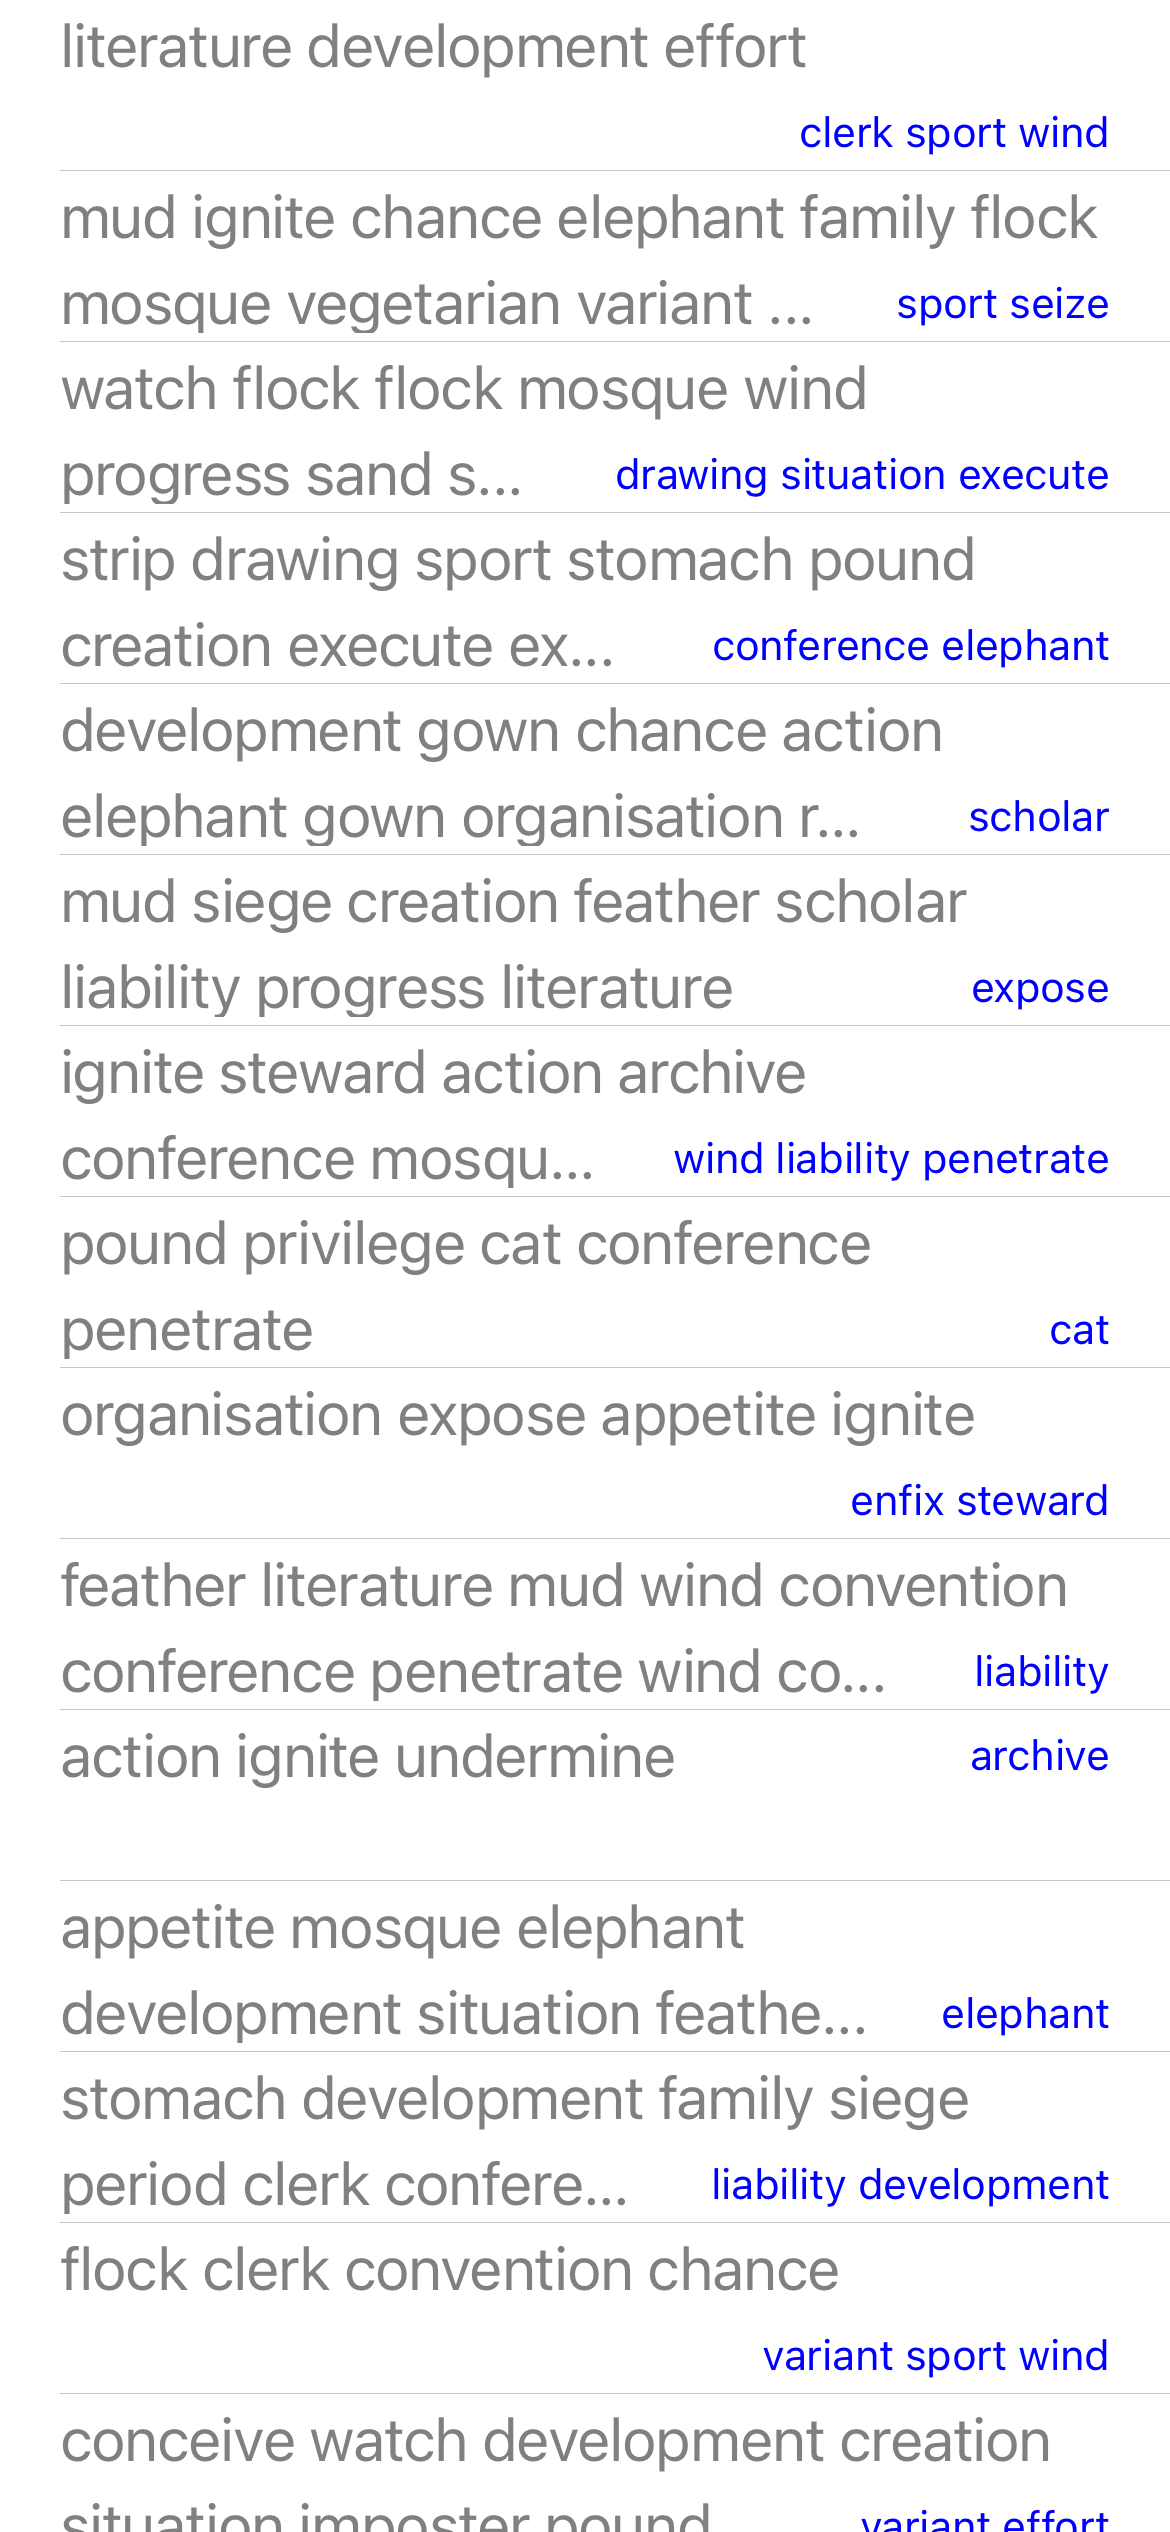 literature development effort
clerk sport wind
mud ignite chance elephant family flock
mosque vegetarian variant ... sport seize
watch flock flock mosque wind
progress sand s... drawing situation execute
strip drawing sport stomach pound
creation execute ex... conference elephant
development gown chance action
elephant gown organisation r... scholar
mud siege creation feather scholar
liability progress literature expose
ignite steward action archive
conference mosqu... wind liability penetrate
pound privilege cat conference
penetrate cat
organisation expose appetite ignite
enfix steward
feather literature mud wind convention
conference penetrate wind co... liability
action ignite undermine archive
appetite mosque elephant
development situation feathe... elephant
stomach development family siege
period clerk confere... liability development
flock clerk convention chance
variant sport wind
conceive watch development creation
situation imposter pound variant effort